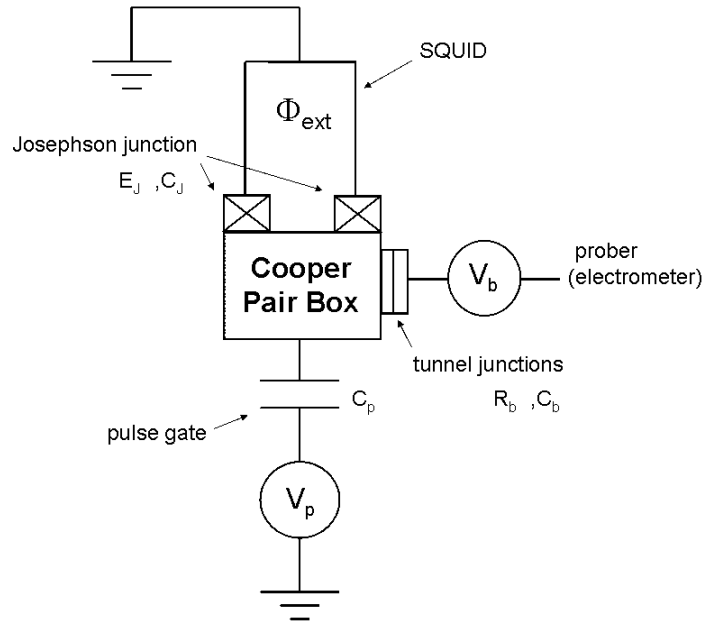 SQUID
Φext
Josephson junction
EJ ,CJ
Cooper
Pair Box
Vb
prober
(electrometer)
tunnel junctions
Rb ,Cb
Cp
pulse gate
Vp